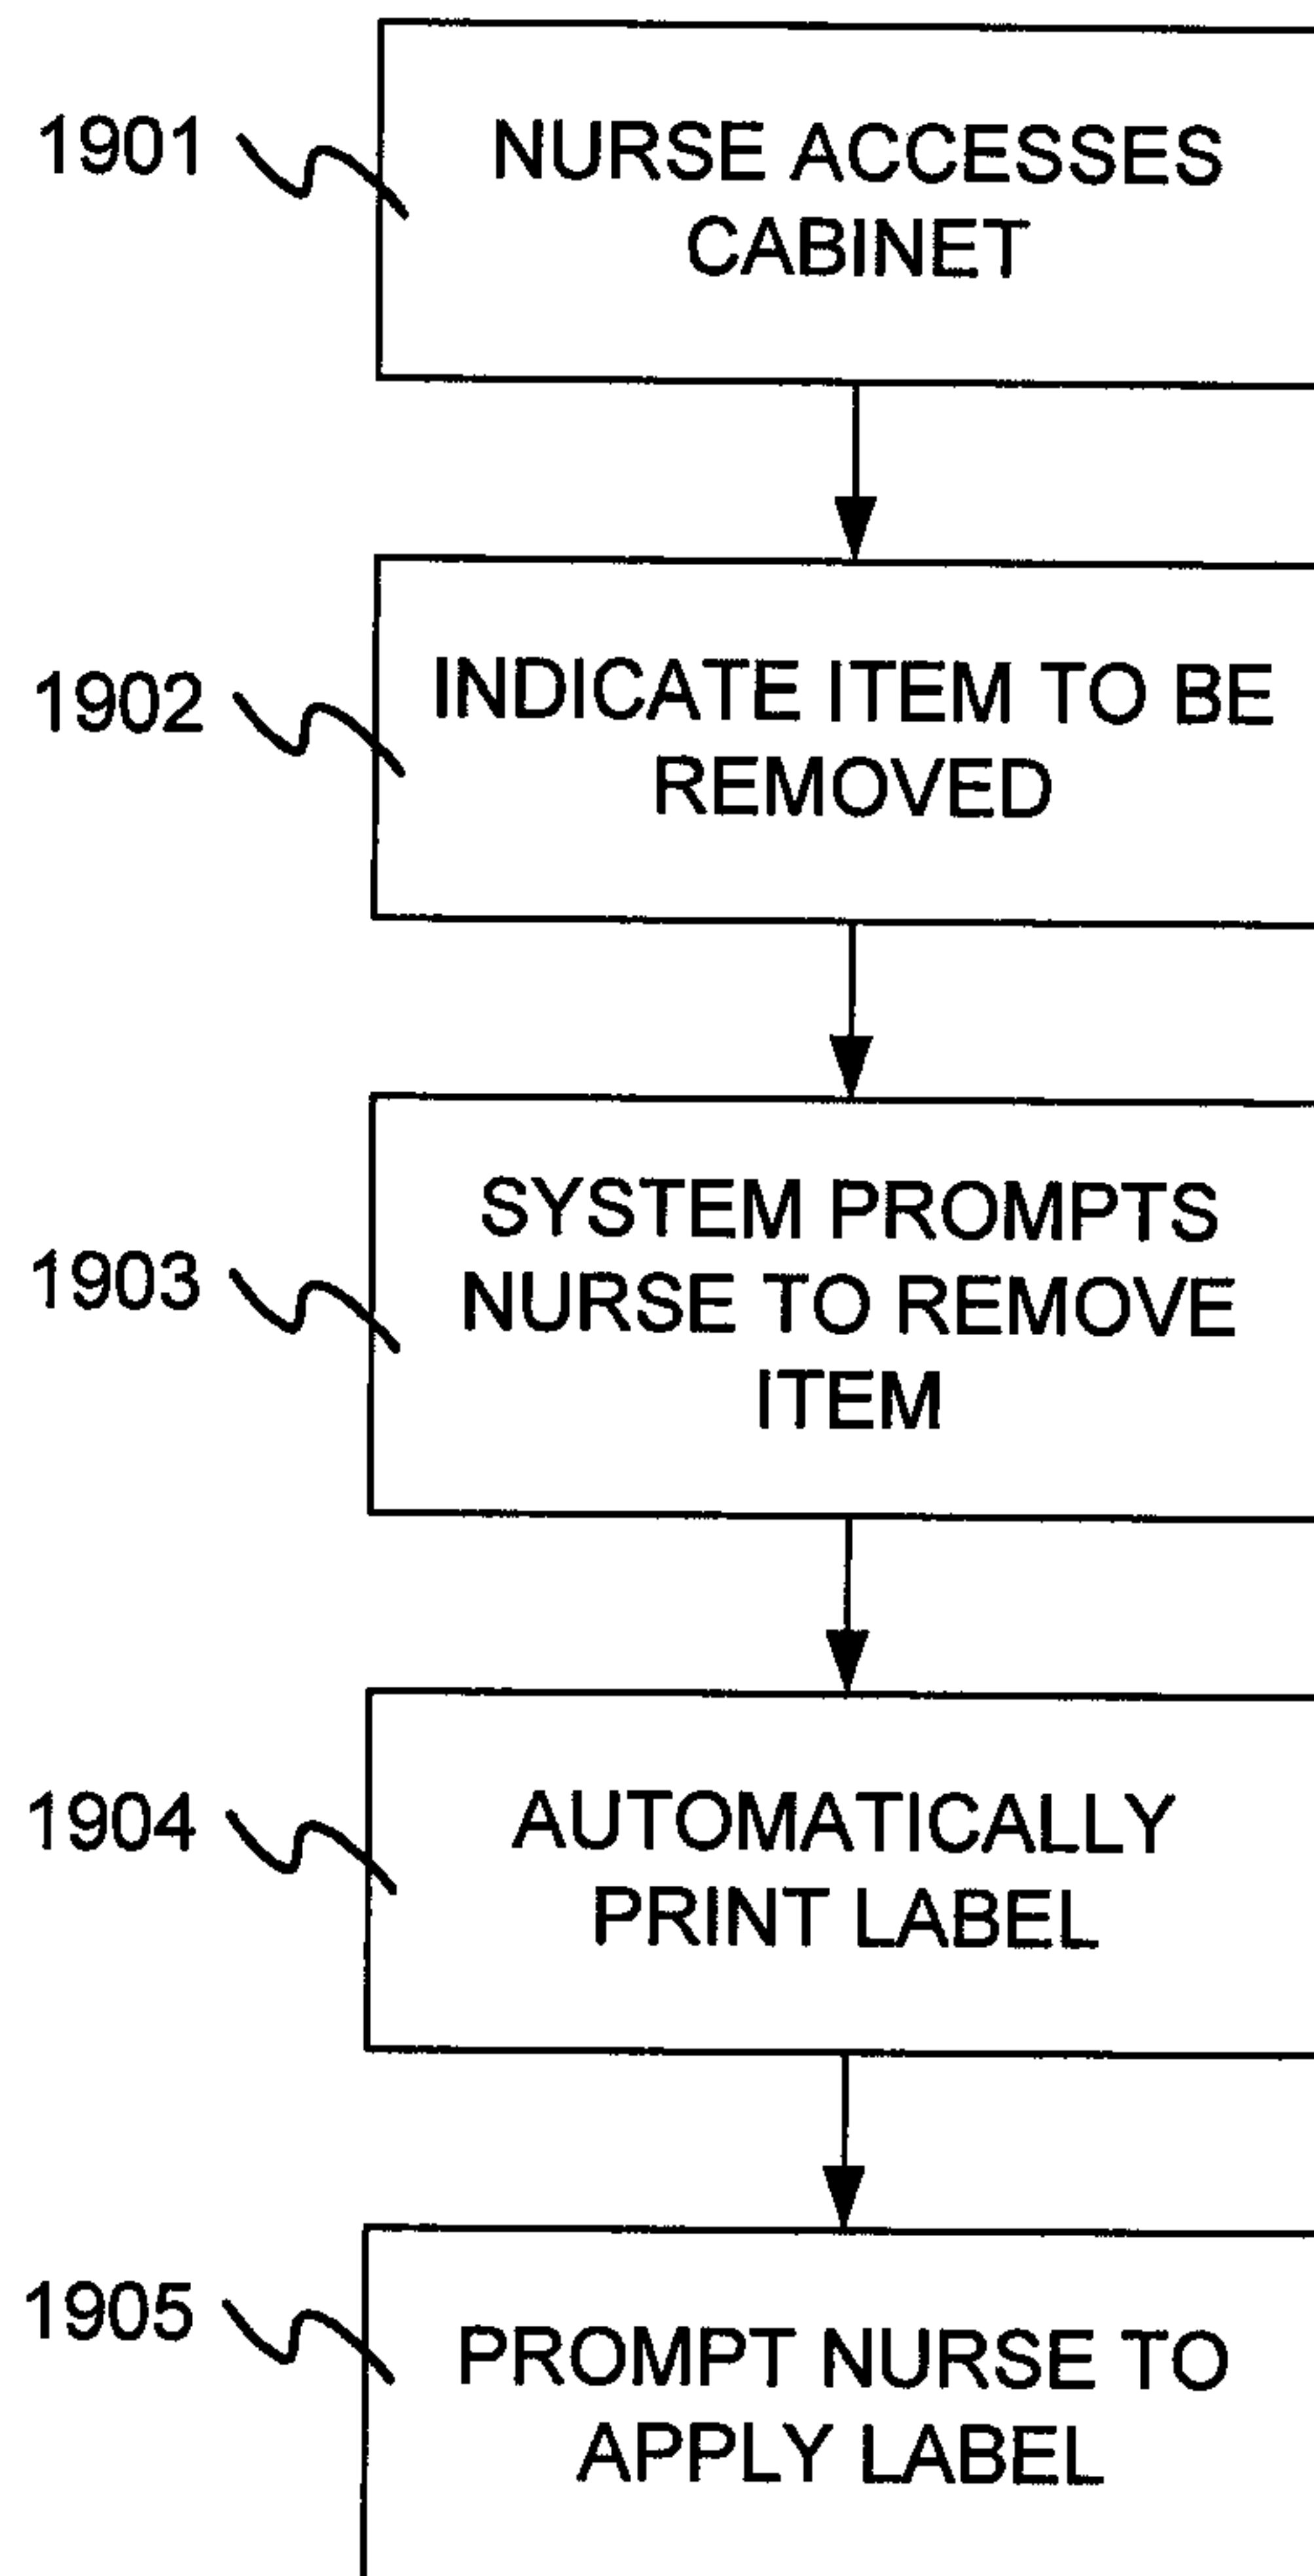 1901
NURSE ACCESSES
CABINET
1902
INDICATE ITEM TO BE
REMOVED
1903
SYSTEM PROMPTS
NURSE TO REMOVE
ITEM
1904
AUTOMATICALLY
PRINT LABEL
1905
PROMPT NURSE TO
APPLY LABEL